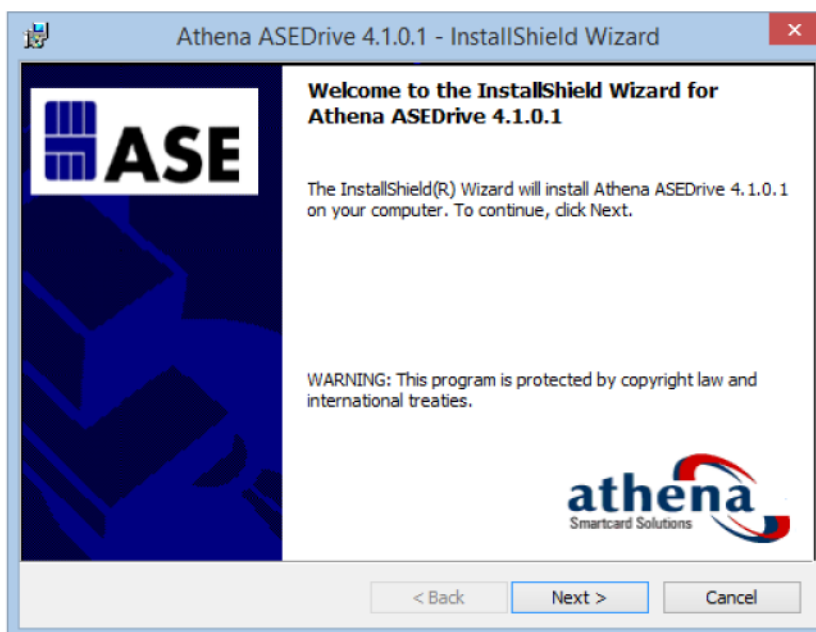 Athena ASEDrive 4.1.0.1 - InstallShield Wizard
ASE
Welcome to the InstallShield Wizard for
Athena ASEDrive 4.1.0.1
The InstallShield(R) Wizard will install Athena ASEDrive 4.1.0.1
on your computer. To continue, click Next.
WARNING: This program is protected by copyright law and
international treaties.
athena
Smartcard Solutions
< Back
Next >
Cancel